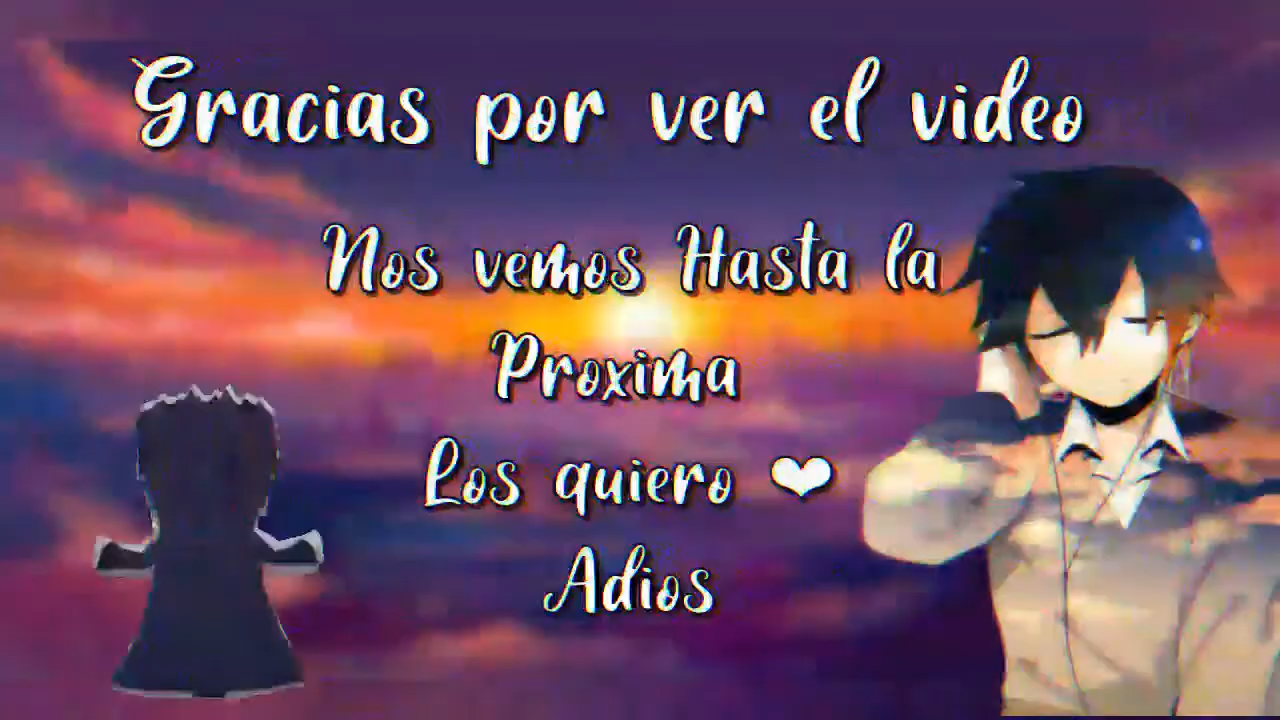 Gracias por ver el video
Nos vemos Hasta la
Proxima
Los quiero ❤
Adios